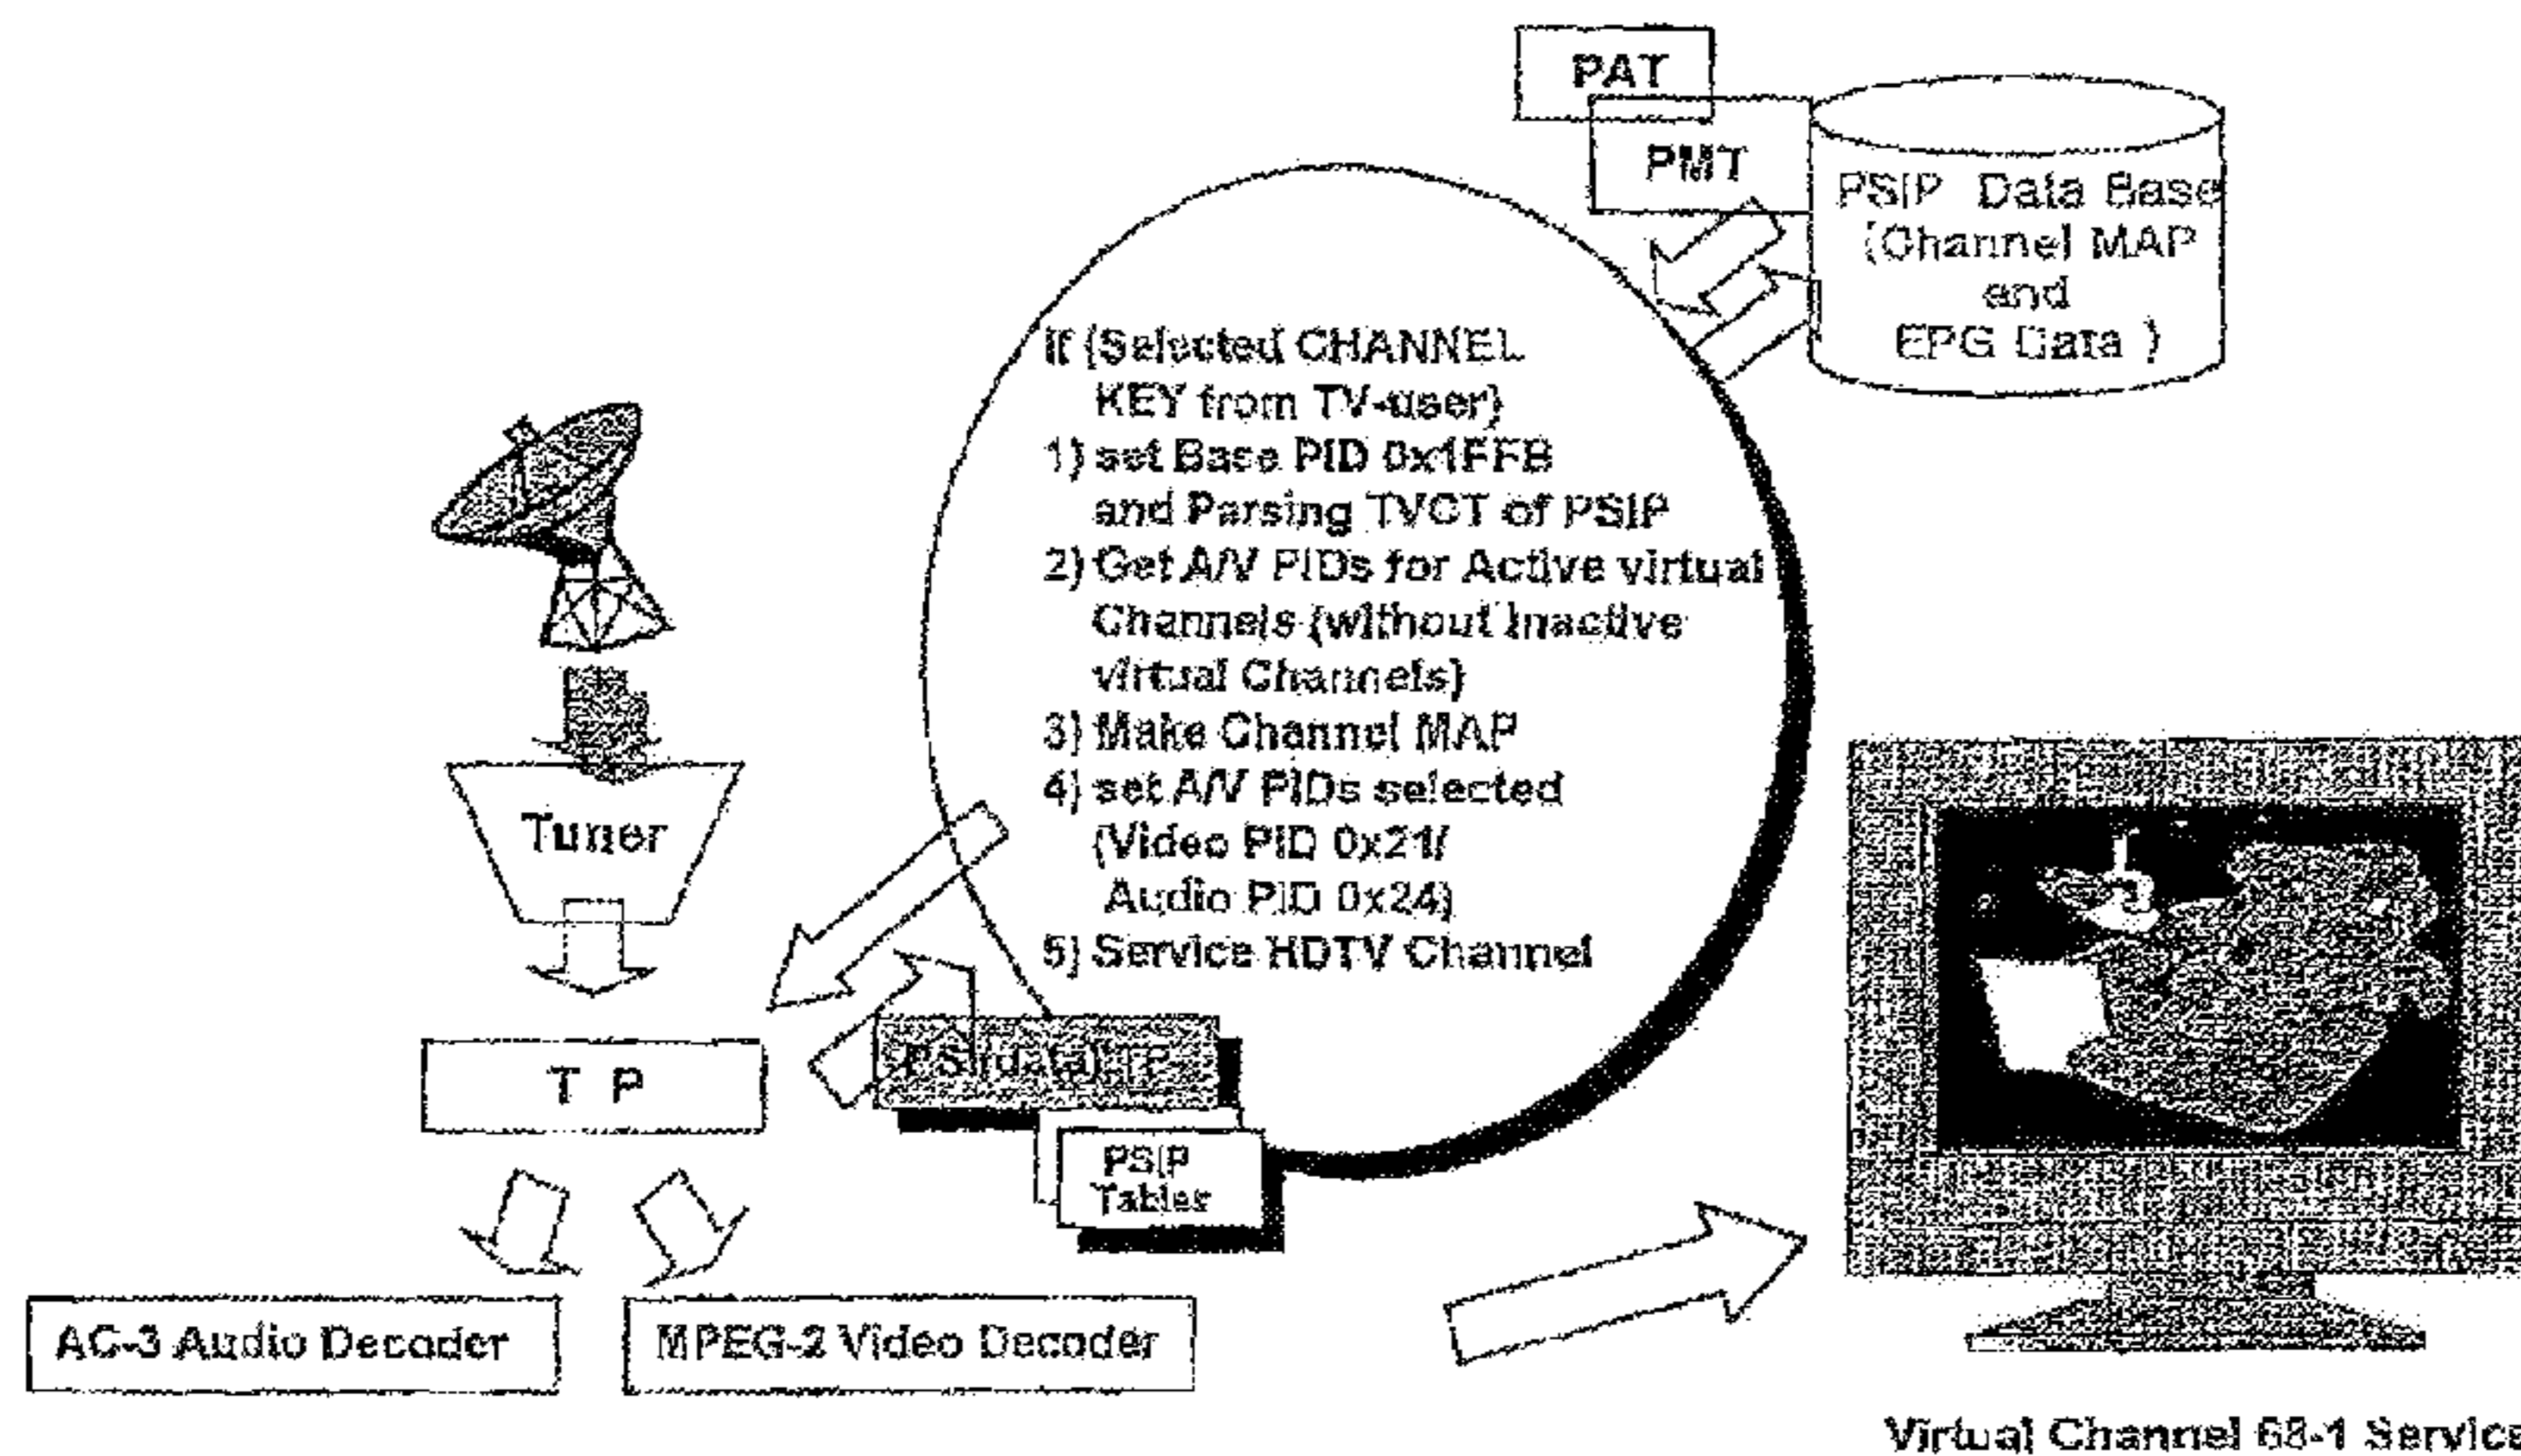 PAT
PMT
PSIP Data Base
(Channel MAP
and
EPG Data )
If (Selected CHANNEL
KEY from TV-user)
1) set Base PID 0x1FFB
and Parsing TVCT of PSIP
2) Get A/V PIDs for Active virtual
Channels (without Inactive
virtual Channels)
3) Make Channel MAP
4) set A/V PIDs selected
(Video PID 0x21/
Audio PID 0x24)
5) Service HDTV Channel
Tuner
T P
(data) TP
PSIP
Tables
AC-3 Audio Decoder
MPEG-2 Video Decoder
Virtual Channel 68-1 Service